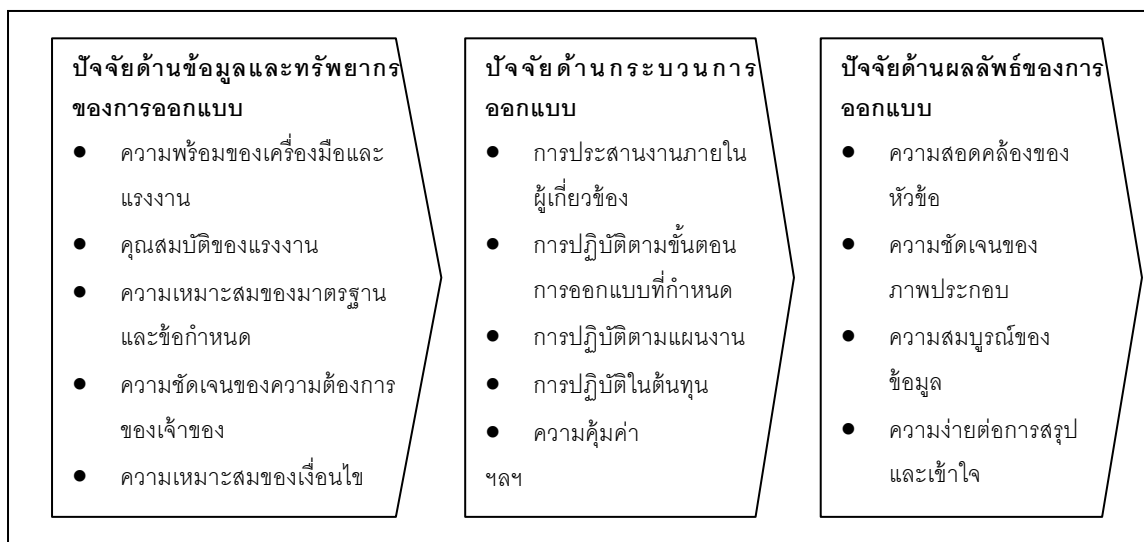 ปัจจัยด้านข้อมูลและทรัพยากร
ของการออกแบบ
● ความพร้อมของเครื่องมือและ
แรงงาน
● คุณสมบัติของแรงงาน
● ความเหมาะสมของมาตรฐาน
และข้อกำหนด
● ความชัดเจนของความต้องการ
ของเจ้าของ
● ความเหมาะสมของเงื่อนไข
ปัจจัยด้านกระบวนการ
ออกแบบ
● การประสานงานภายใน
ผู้เกี่ยวข้อง
● การปฏิบัติตามขั้นตอน
การออกแบบที่กำหนด
● การปฏิบัติตามแผนงาน
● การปฏิบัติในต้นทุน
● ความคุ้มค่า
ฯลฯ
ปัจจัยด้านผลลัพธ์ของการ
ออกแบบ
● ความสอดคล้องของ
หัวข้อ
● ความชัดเจนของ
ภาพประกอบ
● ความสมบูรณ์ของ
ข้อมูล
● ความง่ายต่อการสรุป
และเข้าใจ